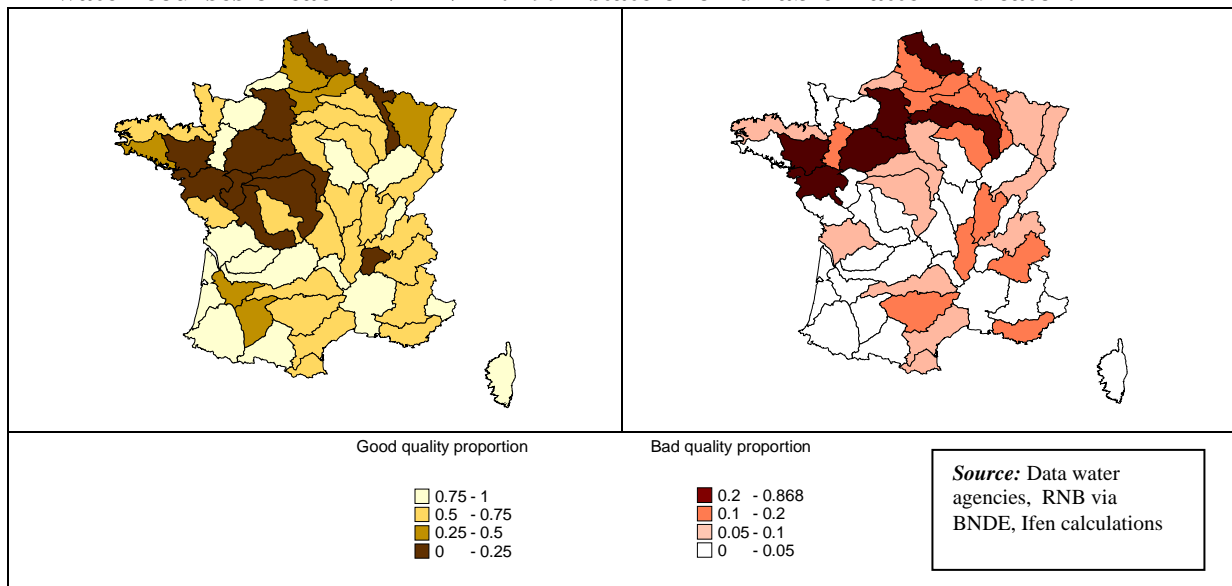 Good quality proportion
0.75 - 1
0.5 - 0.75
0.25 - 0.5
0 - 0.25
Bad quality proportion
0.2 - 0.868
0.1 - 0.2
0.05 - 0.1
0 - 0.05
Source: Data water
agencies, RNB via
BNDE, Ifen calculations